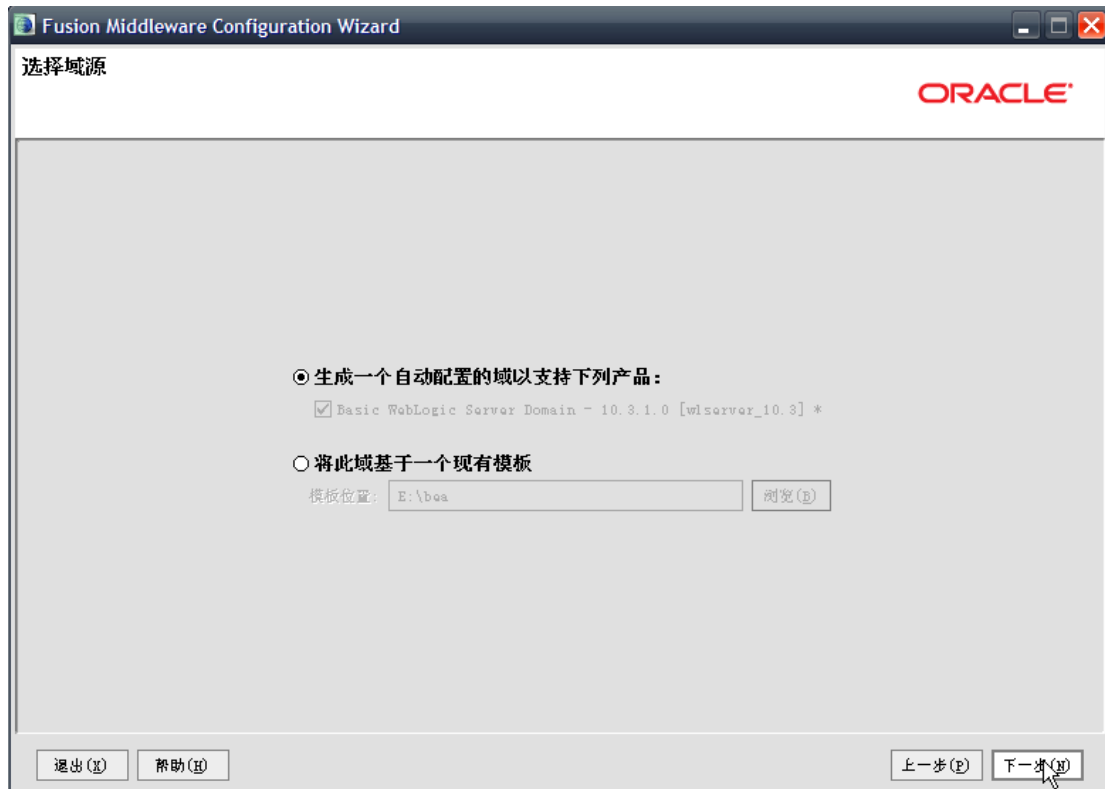 Fusion Middleware Configuration Wizard
选择域源
ORACLE
生成一个自动配置的域以支持下列产品：
Basic WebLogic Server Domain - 10.3.1.0 [wlserver_10.3] *
将此域基于一个现有模板
模板位置： E:\bea 浏览(B)
退出(X) 帮助(H) 上一步(P) 下一步(N)